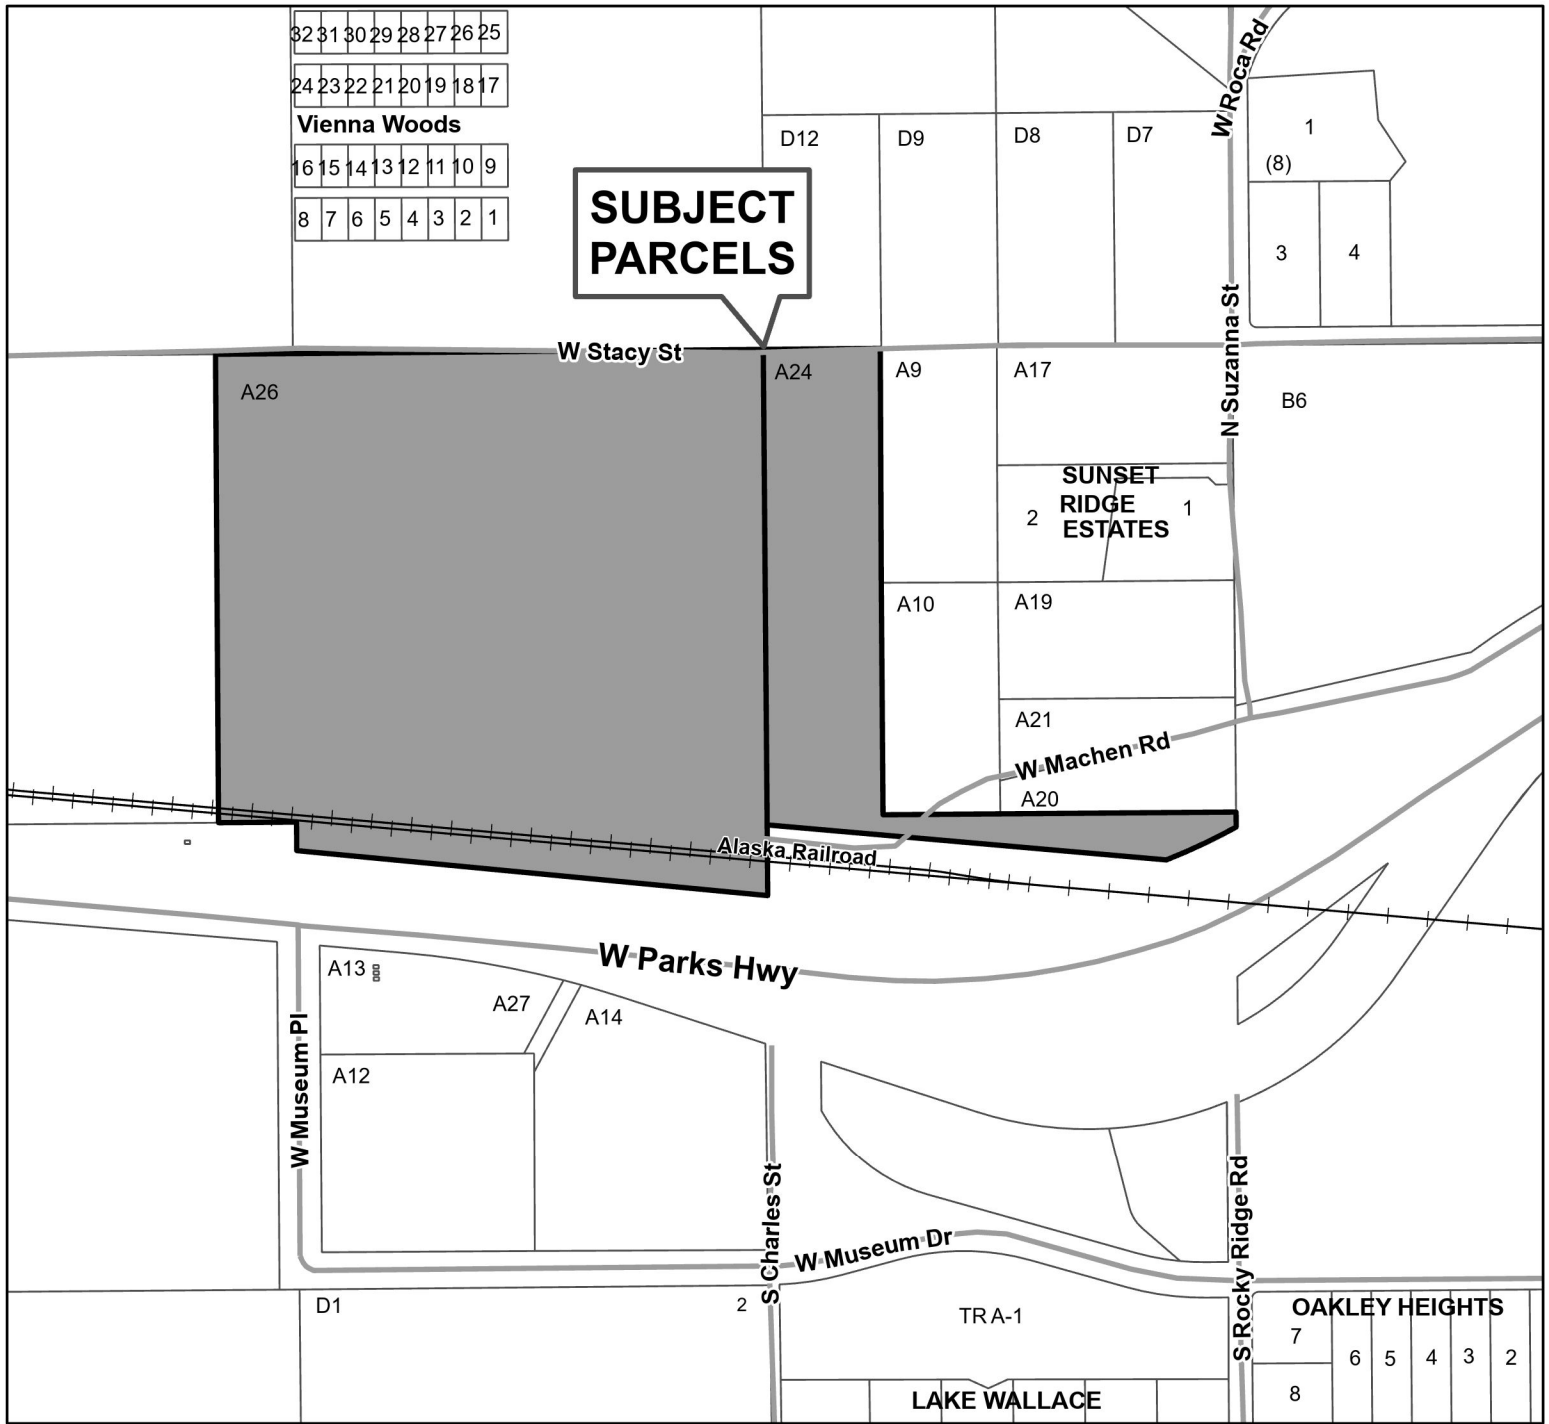 32 31 30 29 28 27 26 25
24 23 22 21 20 19 18 17
Vienna Woods
16 15 14 13 12 11 10 9
8 7 6 5 4 3 2 1
SUBJECT
PARCELS
D12
D9
D8
D7
W Roca Rd
1
(8)
3
4
N Suzanna St
W Stacy St
A26
A24
A9
A17
B6
SUNSET
RIDGE
ESTATES
2
1
A10
A19
A21
W Machen Rd
A20
Alaska Railroad
W Parks Hwy
A13
A27
A14
A12
W Museum Pl
S Charles St
W Museum Dr
S Rocky Ridge Rd
D1
2
TR A-1
LAKE WALLACE
OAKLEY HEIGHTS
7
6 5 4 3 2
8